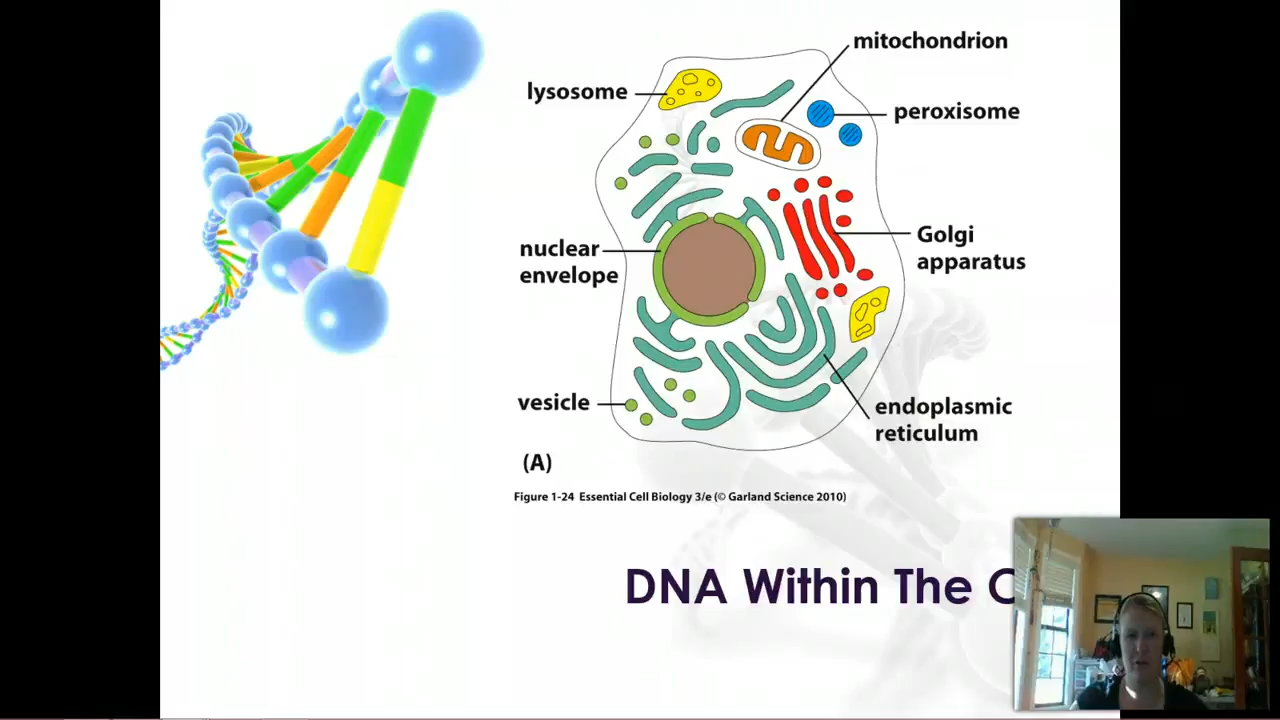 mitochondrion
lysosome
peroxisome
nuclear
envelope
Golgi
apparatus
vesicle
endoplasmic
reticulum
(A)
Figure 1-24 Essential Cell Biology 3/e (© Garland Science 2010)
DNA Within The C